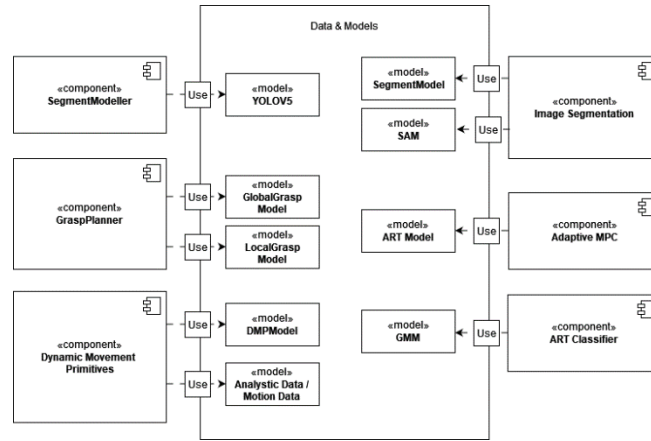 Data & Models
«component»
SegmentModeller
Use
«model»
YOLOV5
«model»
SegmentModel
Use
«component»
Image Segmentation
«model»
SAM
Use
«component»
GraspPlanner
Use
«model»
GlobalGrasp
Model
Use
«model»
LocalGrasp
Model
«model»
ART Model
Use
«component»
Adaptive MPC
«component»
Dynamic Movement
Primitives
Use
«model»
DMPModel
Use
«model»
Analystic Data /
Motion Data
«model»
GMM
Use
«component»
ART Classifier